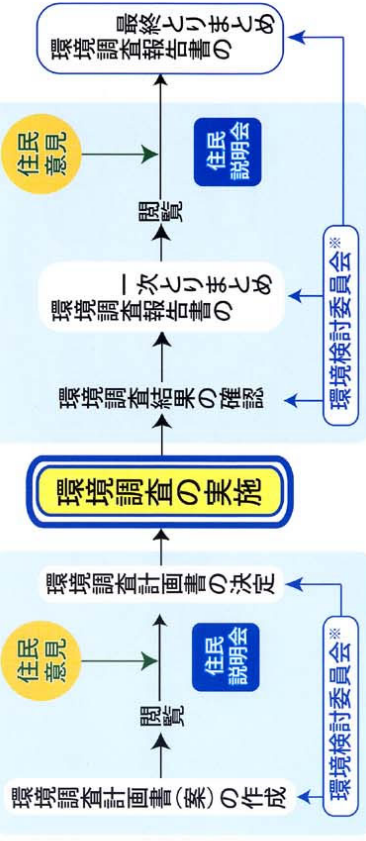 環境調査計画書(案)の作成
閲覧
住民
意見
住民
説明会
環境調査計画書の決定
環境検討委員会※
環境調査の実施
環境調査結果の確認
環境調査報告書の
一次とりまとめ
閲覧
住民
意見
住民
説明会
環境検討委員会※
環境調査報告書の
最終とりまとめ